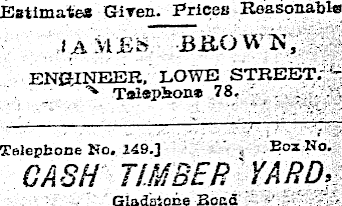 Estimates Given. Prices Reasonable
JAMES BROWN,
ENGINEER, LOWE STREET.
Telephone 78.
Telephone No. 149.] Box No.
CASH TIMBER YARD,
Gladstone Road